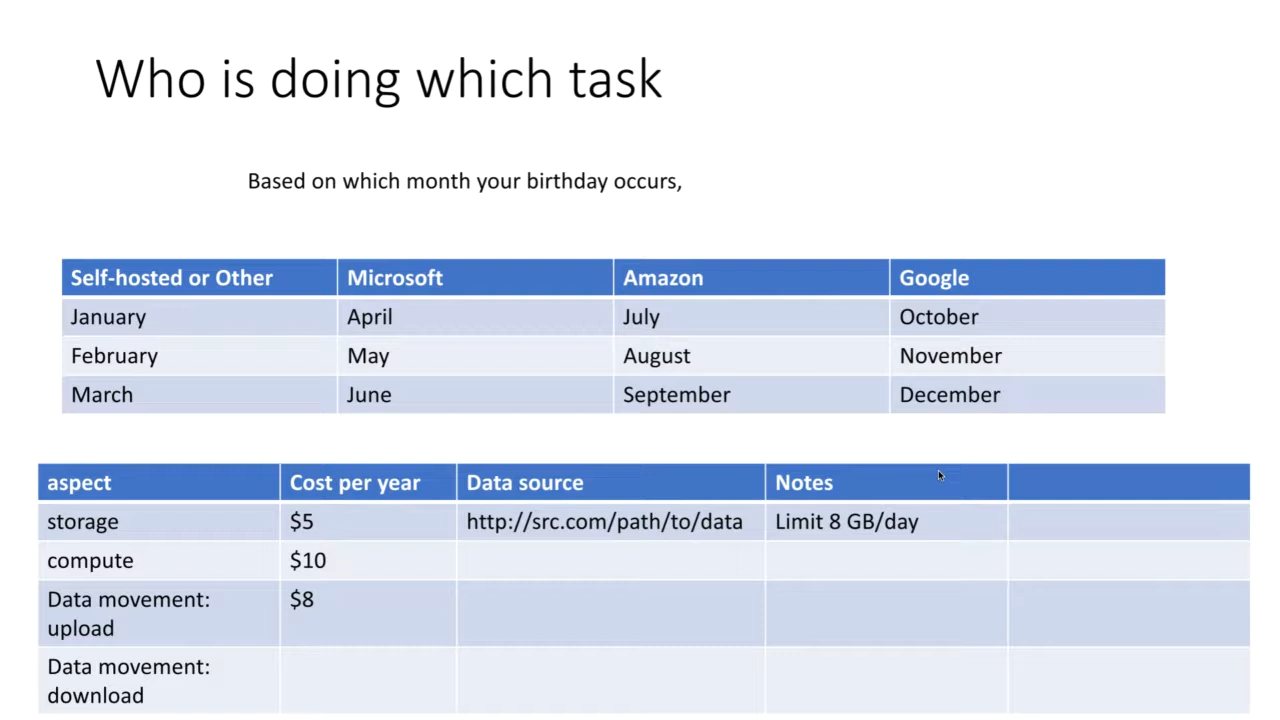 Who is doing which task
Based on which month your birthday occurs,
Self-hosted or Other Microsoft Amazon Google
January April July October
February May August November
March June September December
aspect Cost per year Data source Notes
storage $5 http://src.com/path/to/data Limit 8 GB/day
compute $10
Data movement: $8
upload
Data movement:
download